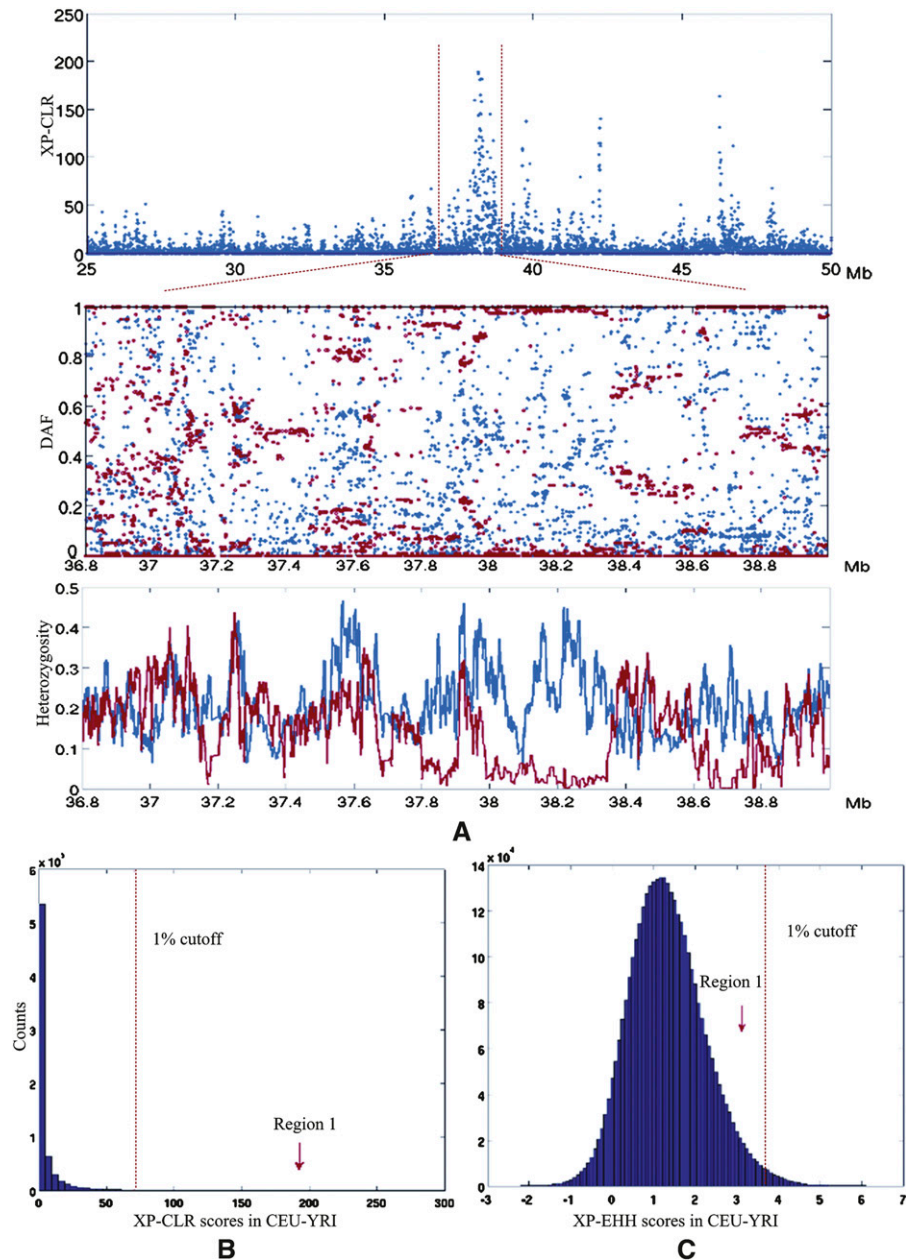 250
200
150
100
50
0
XP-CLR
25 30 35 40 45 50 Mb
1
0.8
0.6
0.4
0.2
0
DAF
36.8 37 37.2 37.4 37.6 37.8 38 38.2 38.4 38.6 38.8 Mb
0.5
0.4
0.3
0.2
0.1
0
Heterozygosity
36.8 37 37.2 37.4 37.6 37.8 38 38.2 38.4 38.6 38.8 Mb
A
6
5
4
3
2
1
0
Counts
1% cutoff
Region 1
0 50 100 150 200 250 300
XP-CLR scores in CEU-YRI
B
14 x 10^4
12
10
8
6
4
2
0
1% cutoff
Region 1
-3 -2 -1 0 1 2 3 4 5 6 7
XP-EHH scores in CEU-YRI
C